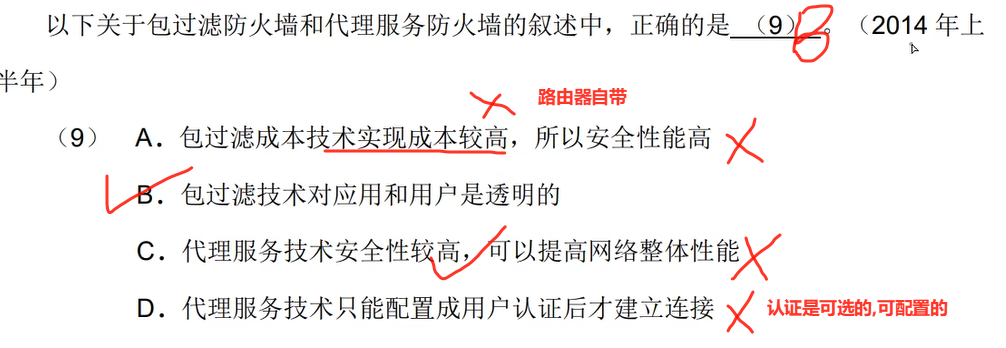 以下关于包过滤防火墙和代理服务防火墙的叙述中，正确的是 （9） B 。（2014 年上
半年）
路由器自带
（9） A．包过滤成本技术实现成本较高，所以安全性能高
B．包过滤技术对应用和用户是透明的
C．代理服务技术安全性较高，可以提高网络整体性能
D．代理服务技术只能配置成用户认证后才建立连接 认证是可选的,可配置的